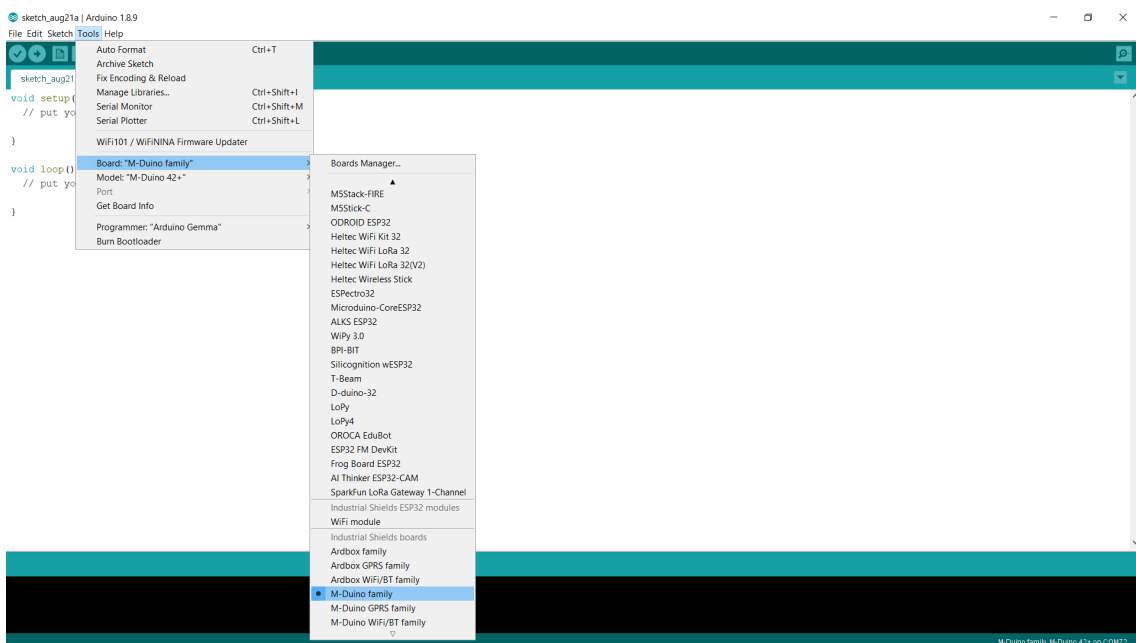 sketch_aug21a | Arduino 1.8.9
File Edit Sketch Tools Help
sketch_aug21
void setup(
// put yo
}
void loop()
// put yo
}
Auto Format Ctrl+T
Archive Sketch
Fix Encoding & Reload
Manage Libraries... Ctrl+Shift+I
Serial Monitor Ctrl+Shift+M
Serial Plotter Ctrl+Shift+L
WiFi101 / WiFiNINA Firmware Updater
Board: "M-Duino family"
Model: "M-Duino 42+"
Port
Get Board Info
Programmer: "Arduino Gemma"
Burn Bootloader
Boards Manager...
M5Stack-FIRE
M5Stick-C
ODROID ESP32
Heltec WiFi Kit 32
Heltec WiFi LoRa 32
Heltec WiFi LoRa 32(V2)
Heltec Wireless Stick
ESPectro32
Microduino-CoreESP32
ALKS ESP32
WiPy 3.0
BPI-BIT
Silicognition wESP32
T-Beam
D-duino-32
LoPy
LoPy4
OROCA EduBot
ESP32 FM DevKit
Frog Board ESP32
AI Thinker ESP32-CAM
SparkFun LoRa Gateway 1-Channel
Industrial Shields ESP32 modules
WiFi module
Industrial Shields boards
Ardbox family
Ardbox GPRS family
Ardbox WiFi/BT family
M-Duino family
M-Duino GPRS family
M-Duino WiFi/BT family
M-Duino family, M-Duino 42+ on COM72